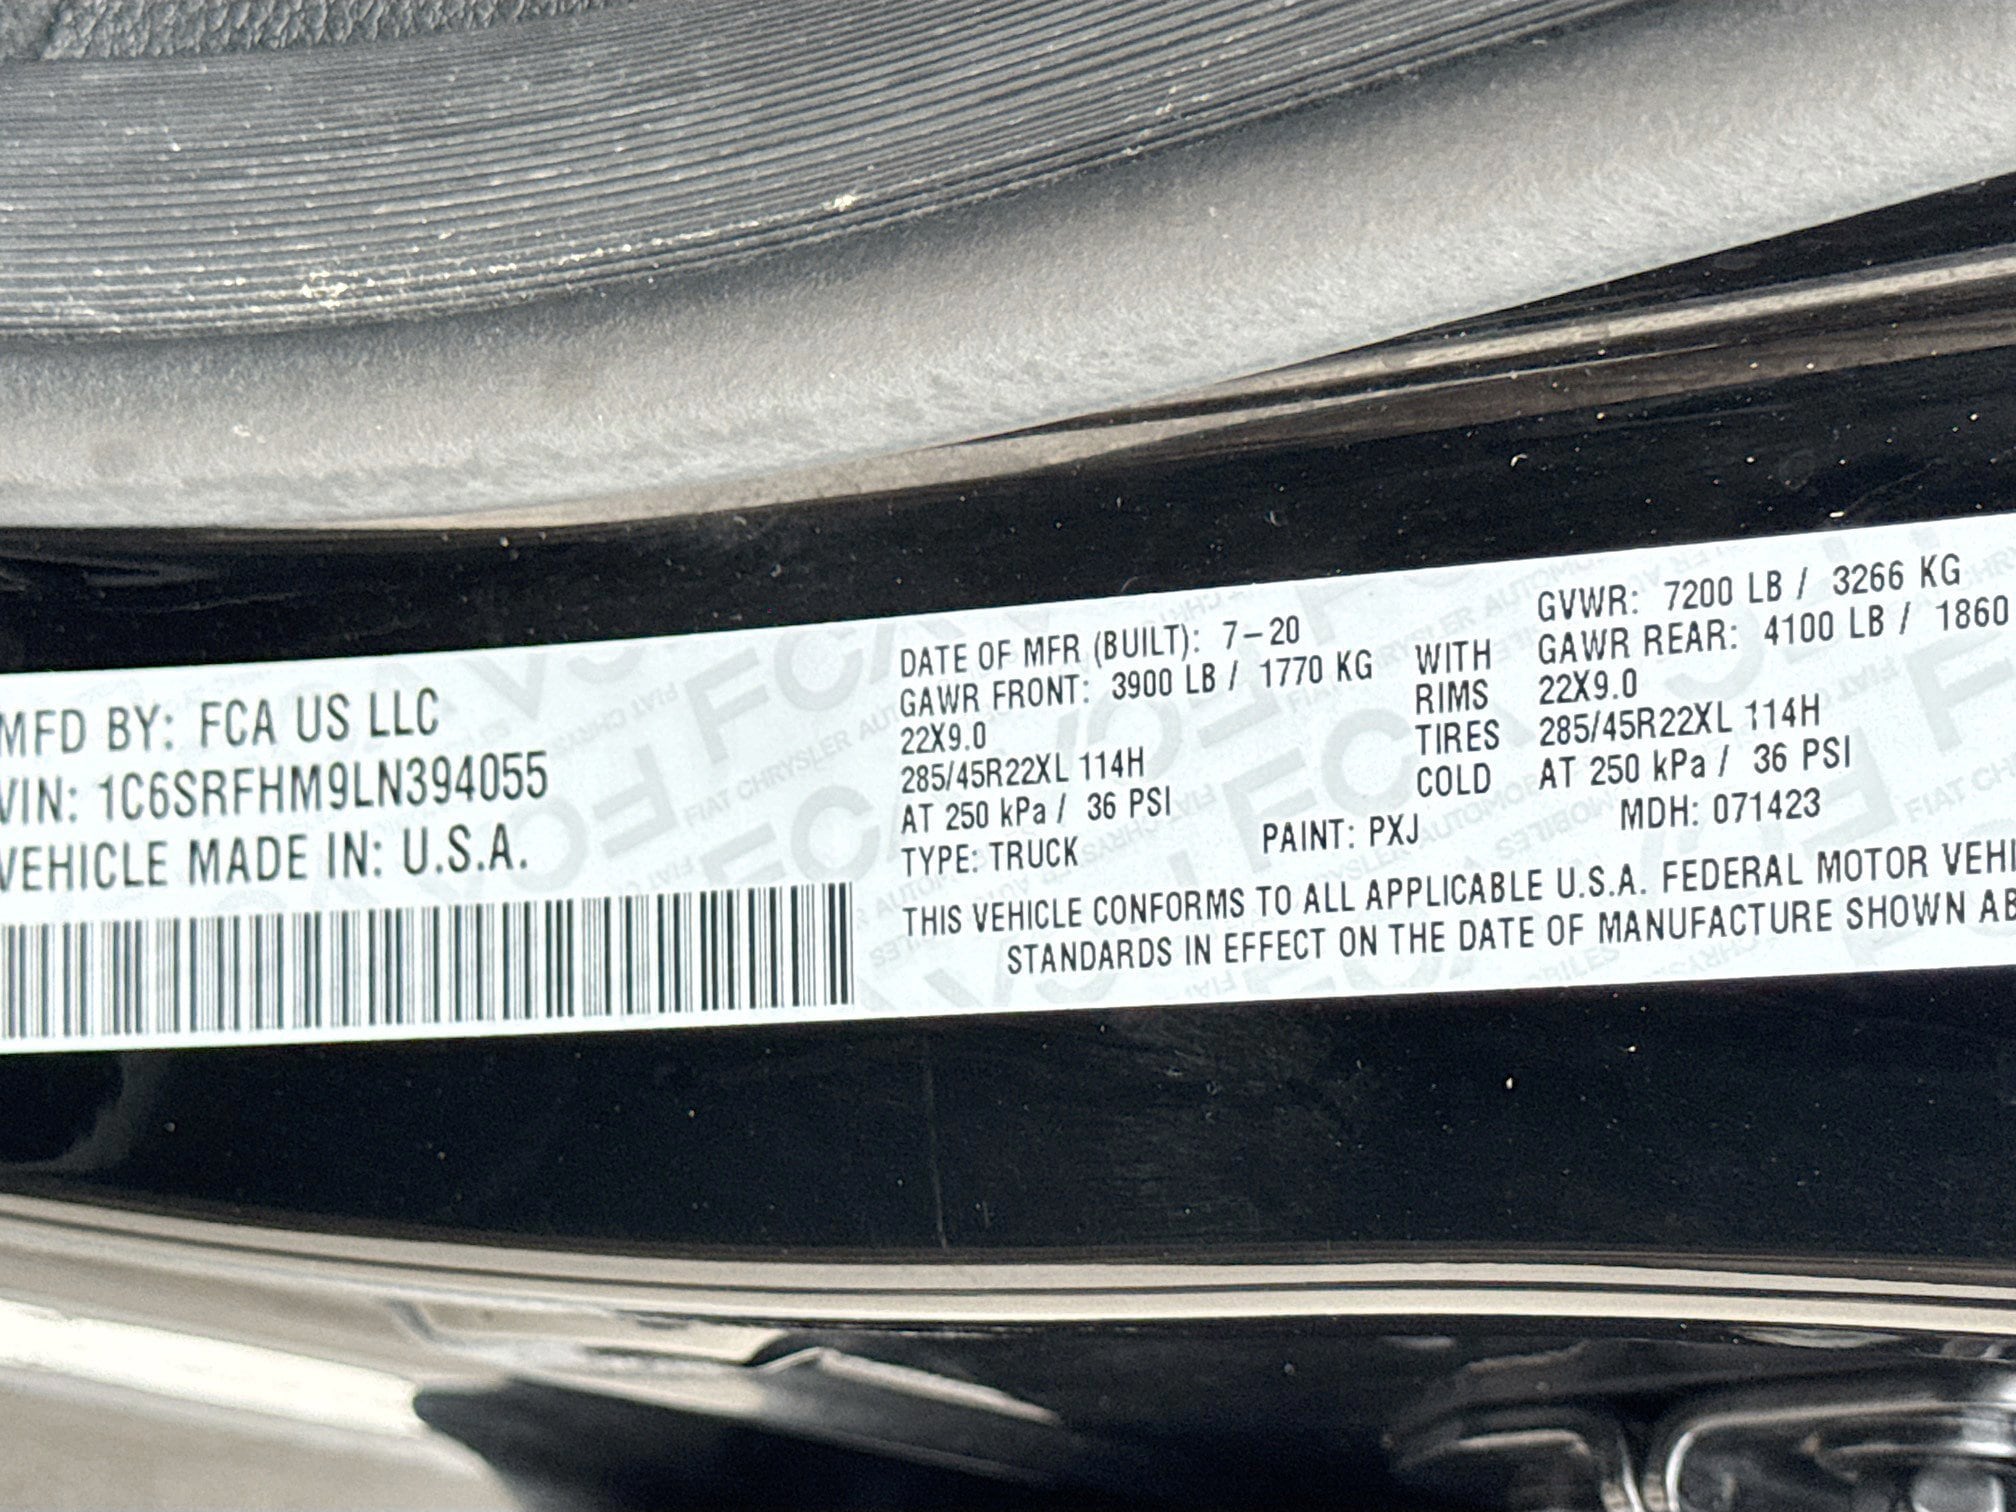 MFD BY: FCA US LLC
VIN: 1C6SRFHM9LN394055
VEHICLE MADE IN: U.S.A.
DATE OF MFR (BUILT): 7-20 GVWR: 7200 LB / 3266 KG
GAWR FRONT: 3900 LB / 1770 KG WITH GAWR REAR: 4100 LB / 1860
22X9.0 RIMS 22X9.0
285/45R22XL 114H TIRES 285/45R22XL 114H
AT 250 kPa / 36 PSI COLD AT 250 kPa / 36 PSI
TYPE: TRUCK PAINT: PXJ MDH: 071423
THIS VEHICLE CONFORMS TO ALL APPLICABLE U.S.A. FEDERAL MOTOR VEHI
STANDARDS IN EFFECT ON THE DATE OF MANUFACTURE SHOWN AB